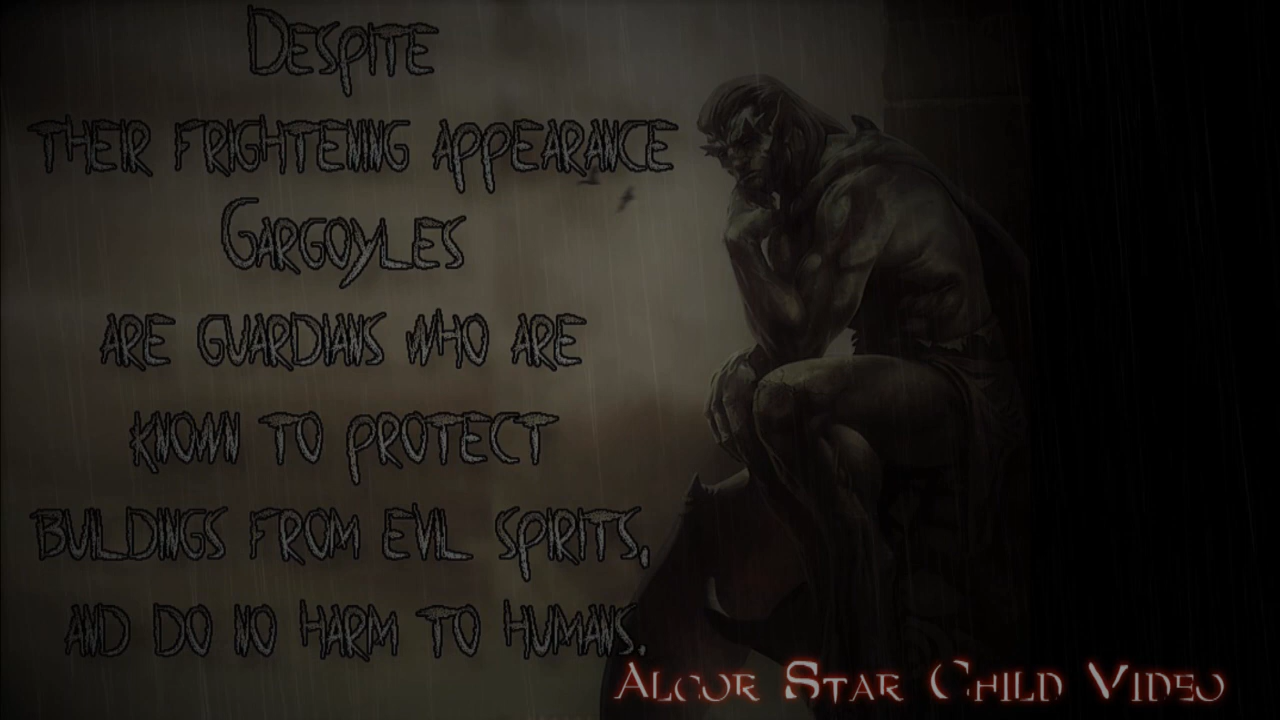 Despite
their frightening appearance
Gargoyles
are guardians who are
known to protect
buildings from evil spirits,
and do no harm to humans.
Alcor Star Child Video